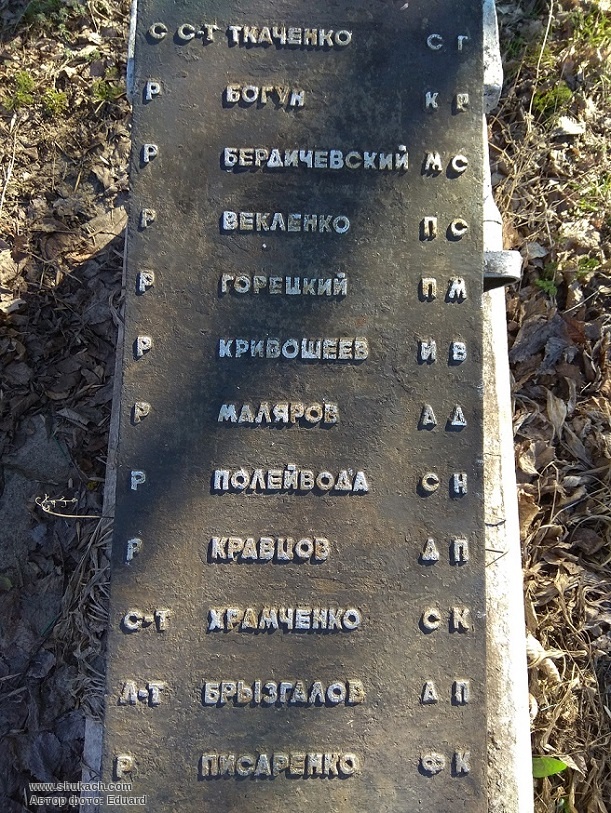 С С-Т ТКАЧЕНКО С Г
Р БОГУН К Р
Р БЕРДИЧЕВСКИЙ М С
Р ВЕКЛЕНКО П С
Р ГОРЕЦКИЙ П М
Р КРИВОШЕЕВ И В
Р МАЛЯРОВ А Д
Р ПОЛЕЙВОДА С Н
Р КРАВЦОВ Д П
С-Т ХРАМЧЕНКО С К
Л-Т БРЫЗГАЛОВ А П
Р ПИСАРЕНКО Ф К
www.shukach.com
Автор фото: Eduard